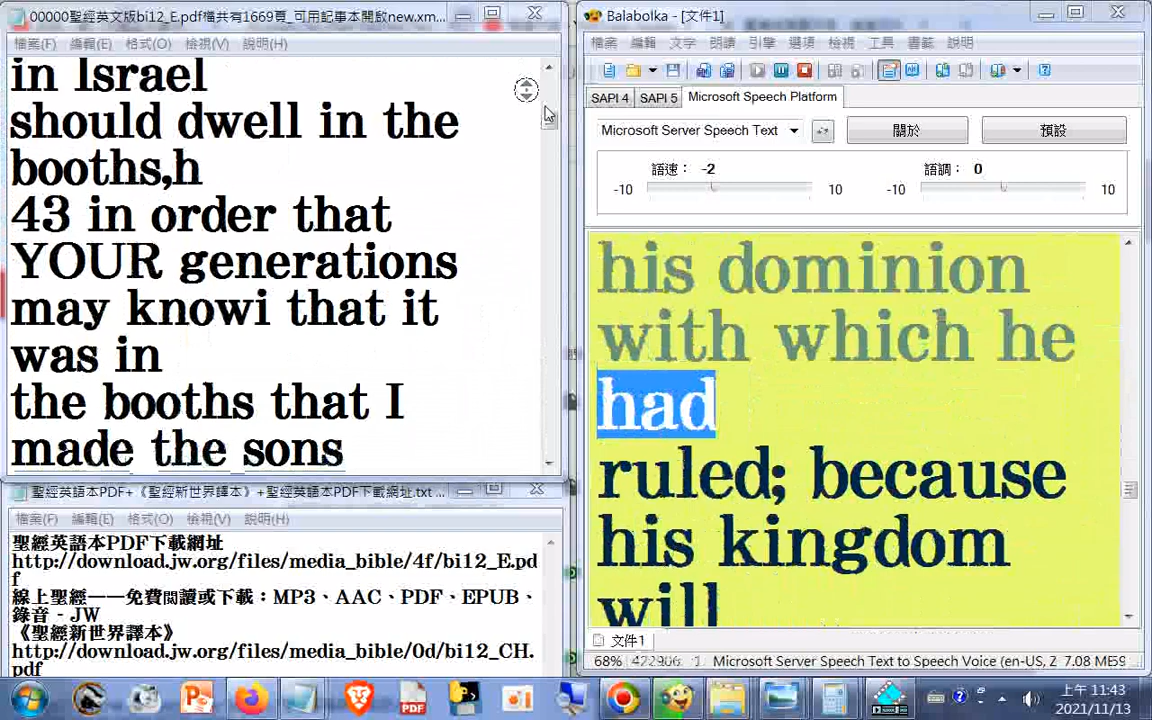 00000聖經英文版bi12_E.pdf檔共有1669頁_可用記事本開啟new.xm...
檔案(F) 編輯(E) 格式(O) 檢視(V) 說明(H)
in Israel
should dwell in the
booths,h
43 in order that
YOUR generations
may knowi that it
was in
the booths that I
made the sons
聖經英語本PDF+《聖經新世界譯本》+聖經英語本PDF下載網址.txt ...
檔案(F) 編輯(E) 格式(O) 檢視(V) 說明(H)
聖經英語本PDF下載網址
http://download.jw.org/files/media_bible/4f/bi12_E.pd
f
線上聖經——免費閱讀或下載：MP3、AAC、PDF、EPUB、
錄音 - JW
《聖經新世界譯本》
http://download.jw.org/files/media_bible/0d/bi12_CH.
pdf
Balabolka - [文件1]
檔案 編輯 文字 朗讀 引擎 選項 檢視 工具 書籤 說明
SAPI 4 SAPI 5 Microsoft Speech Platform
Microsoft Server Speech Text 關於 預設
語速： -2 語調： 0
-10 10 -10 10
his dominion
with which he
had
ruled; because
his kingdom
will
文件1
68% 422906: 1 Microsoft Server Speech Text to Speech Voice (en-US, Z 7.08 ME59
上午 11:43
2021/11/13